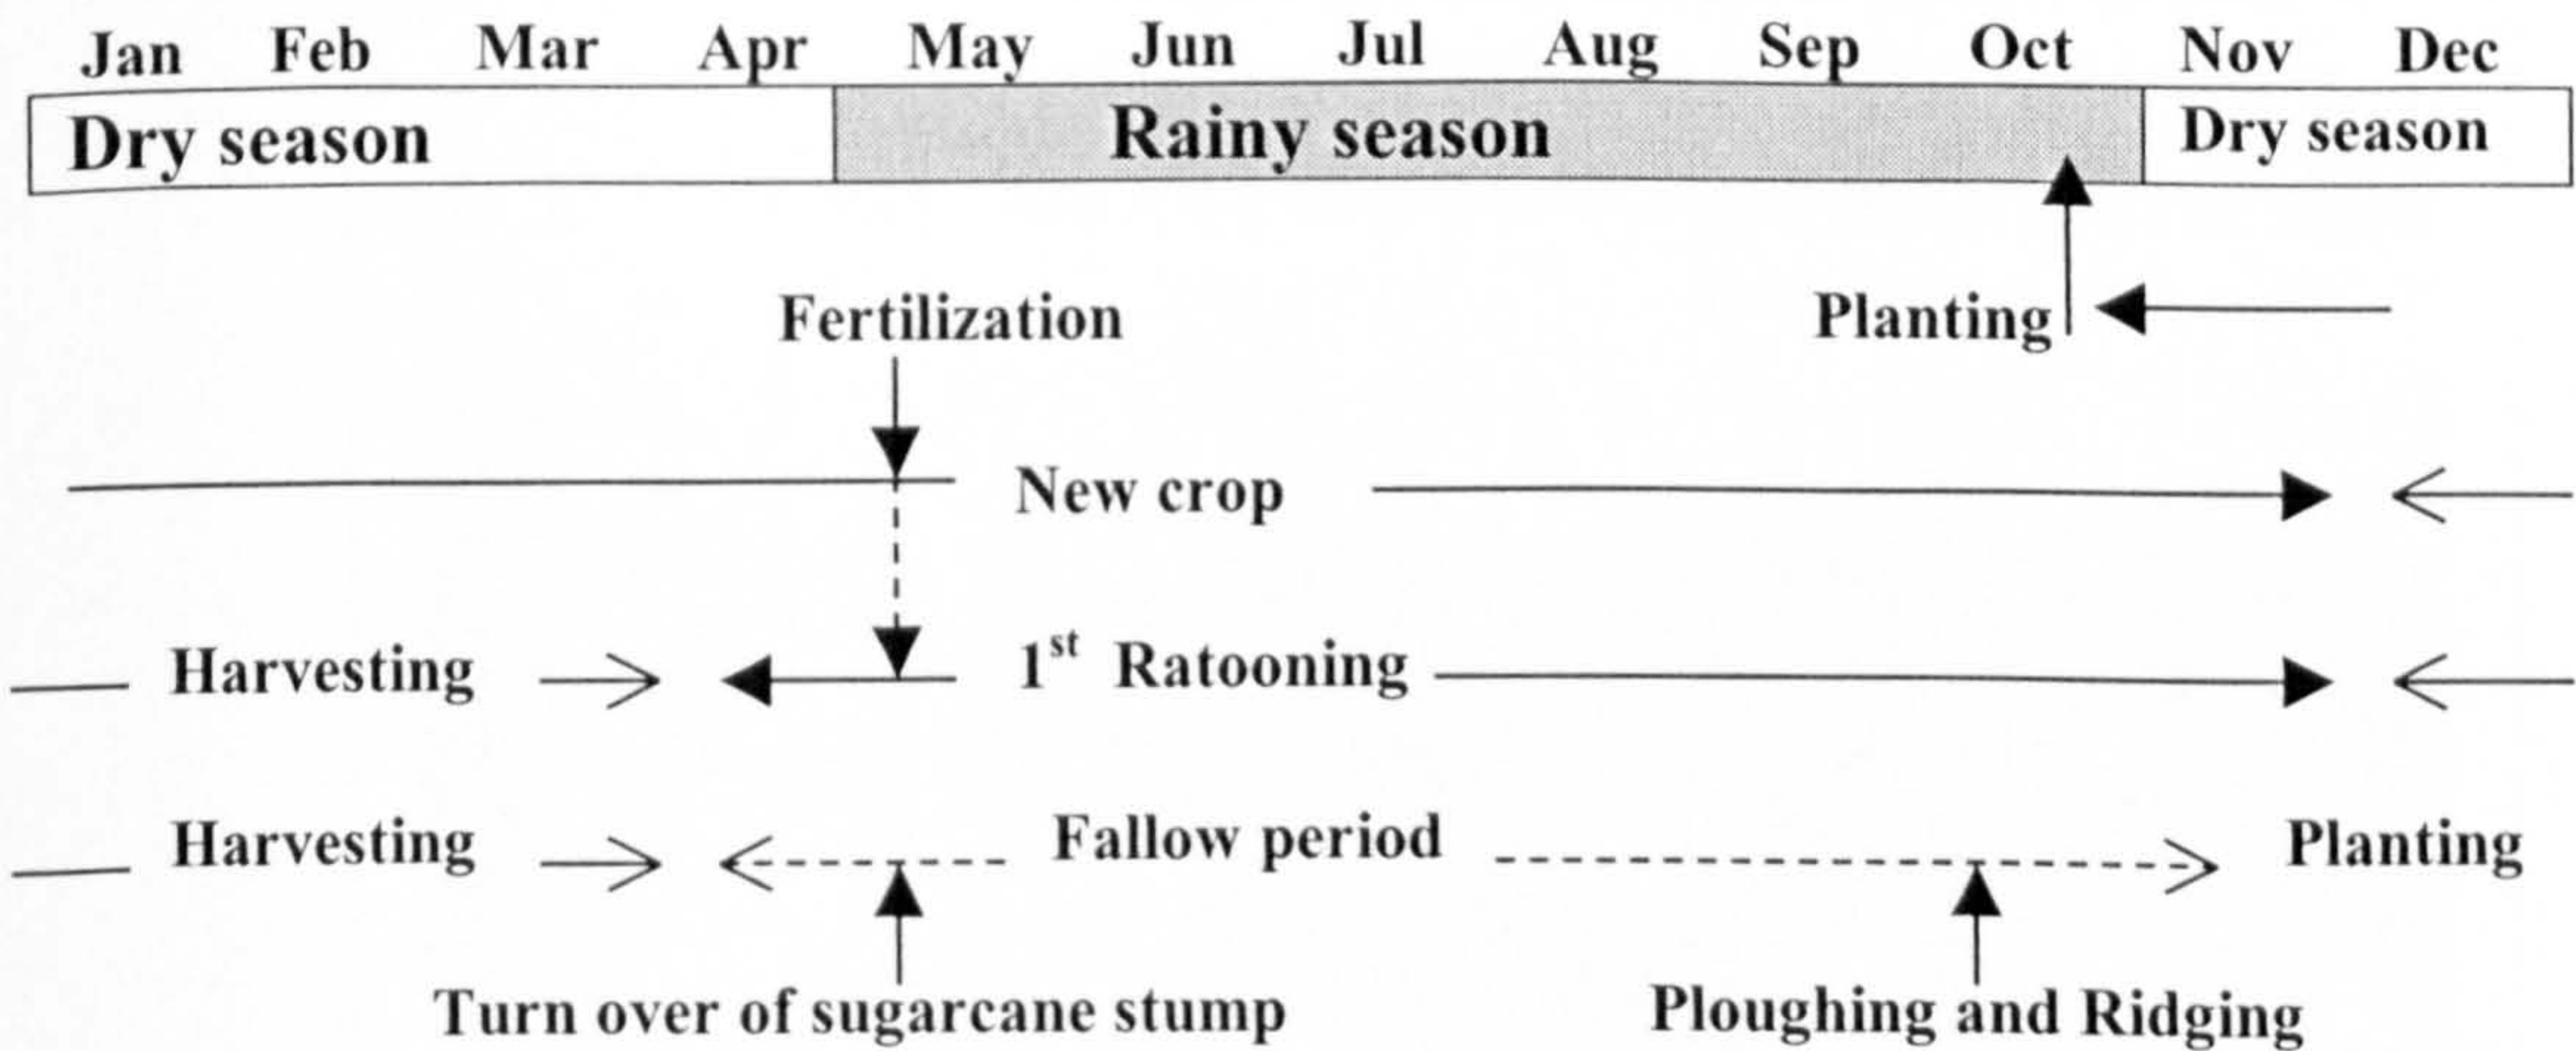 Jan Feb Mar Apr May Jun Jul Aug Sep Oct Nov Dec
Dry season Rainy season Dry season
Fertilization Planting
New crop
Harvesting 1st Ratooning
Harvesting Fallow period Planting
Turn over of sugarcane stump Ploughing and Ridging